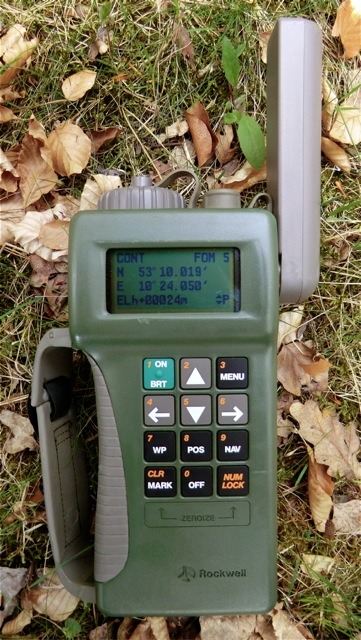 CONT FOM 5
N 53°10.019'
E 10°24.050'
ELh+00024m P
1 ON BRT
2
3 MENU
4
5
6
7 WP
8 POS
9 NAV
CLR MARK
0 OFF
NUM LOCK
ZEROIZE
Rockwell